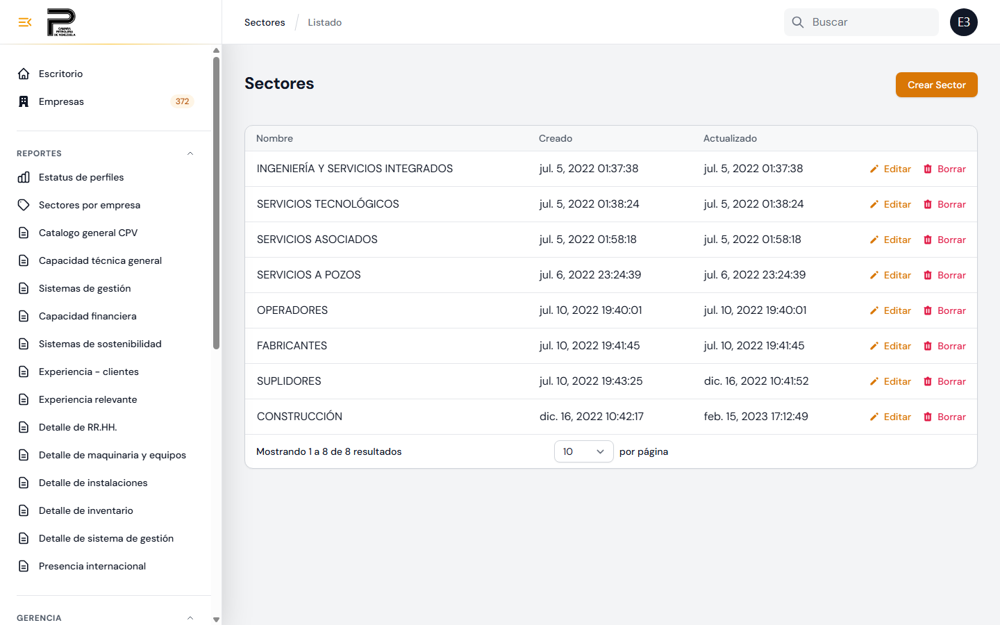 CAMARA
PETROLERA
DE VENEZUELA
Sectores
Listado
Buscar
E3
Escritorio
Empresas
372
REPORTES
Estatus de perfiles
Sectores por empresa
Catalogo general CPV
Capacidad técnica general
Sistemas de gestión
Capacidad financiera
Sistemas de sostenibilidad
Experiencia - clientes
Experiencia relevante
Detalle de RR.HH.
Detalle de maquinaria y equipos
Detalle de instalaciones
Detalle de inventario
Detalle de sistema de gestión
Presencia internacional
GERENCIA
Sectores
Crear Sector
Nombre Creado Actualizado
INGENIERÍA Y SERVICIOS INTEGRADOS jul. 5, 2022 01:37:38 jul. 5, 2022 01:37:38 Editar Borrar
SERVICIOS TECNOLÓGICOS jul. 5, 2022 01:38:24 jul. 5, 2022 01:38:24 Editar Borrar
SERVICIOS ASOCIADOS jul. 5, 2022 01:58:18 jul. 5, 2022 01:58:18 Editar Borrar
SERVICIOS A POZOS jul. 6, 2022 23:24:39 jul. 6, 2022 23:24:39 Editar Borrar
OPERADORES jul. 10, 2022 19:40:01 jul. 10, 2022 19:40:01 Editar Borrar
FABRICANTES jul. 10, 2022 19:41:45 jul. 10, 2022 19:41:45 Editar Borrar
SUPLIDORES jul. 10, 2022 19:43:25 dic. 16, 2022 10:41:52 Editar Borrar
CONSTRUCCIÓN dic. 16, 2022 10:42:17 feb. 15, 2023 17:12:49 Editar Borrar
Mostrando 1 a 8 de 8 resultados 10 por página